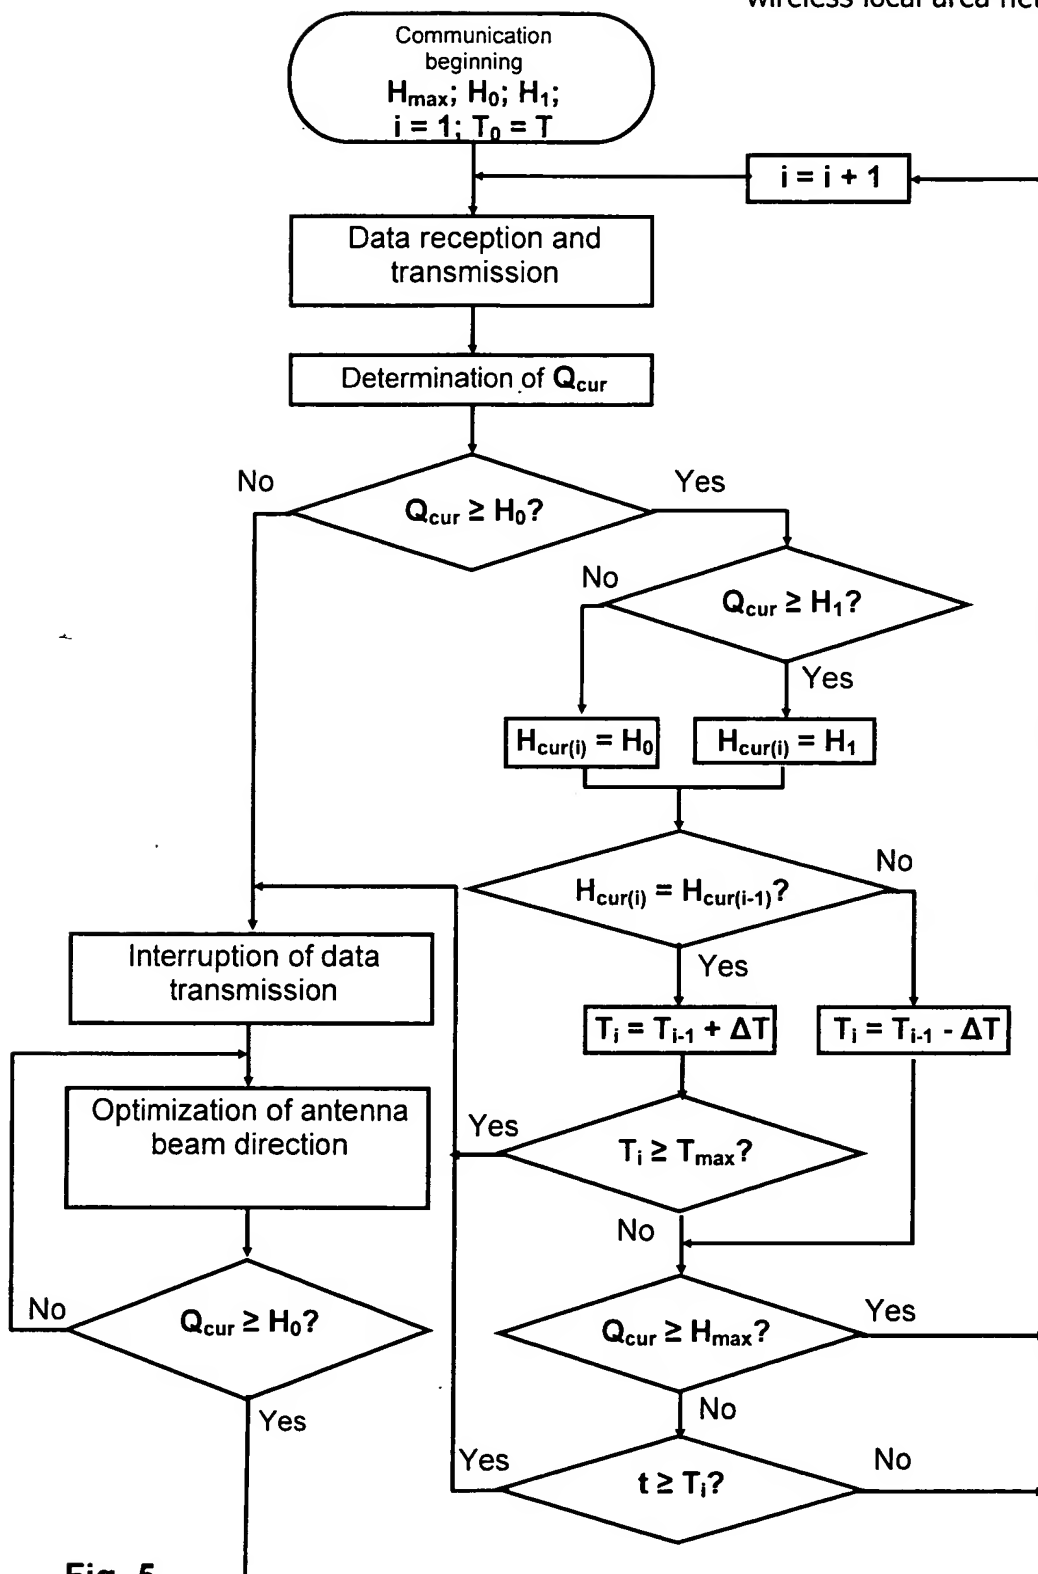 wireless local area
Communication
beginning
Hmax; H0; H1;
i = 1; T0 = T
i = i + 1
Data reception and
transmission
Determination of Qcur
No
Yes
Qcur ≥ H0?
No
Qcur ≥ H1?
Yes
Hcur(i) = H0
Hcur(i) = H1
No
Hcur(i) = Hcur(i-1)?
Yes
Interruption of data
transmission
Ti = Ti-1 + ΔT
Ti = Ti-1 - ΔT
Optimization of antenna
beam direction
Yes
Ti ≥ Tmax?
No
No
Qcur ≥ H0?
Qcur ≥ Hmax?
Yes
Yes
No
Yes
No
t ≥ Ti?
Fig. 5